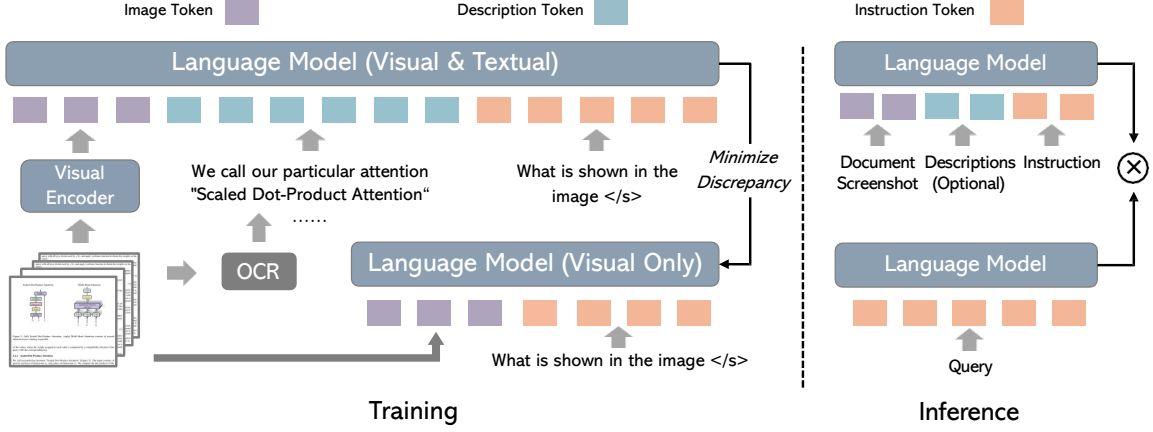 Image Token
Description Token
Instruction Token
Language Model (Visual & Textual)
Visual
Encoder
We call our particular attention
"Scaled Dot-Product Attention“
......
What is shown in the
image </s>
Minimize
Discrepancy
OCR
Language Model (Visual Only)
What is shown in the image </s>
Training
Language Model
Document
Screenshot
Descriptions
(Optional)
Instruction
Language Model
Query
Inference